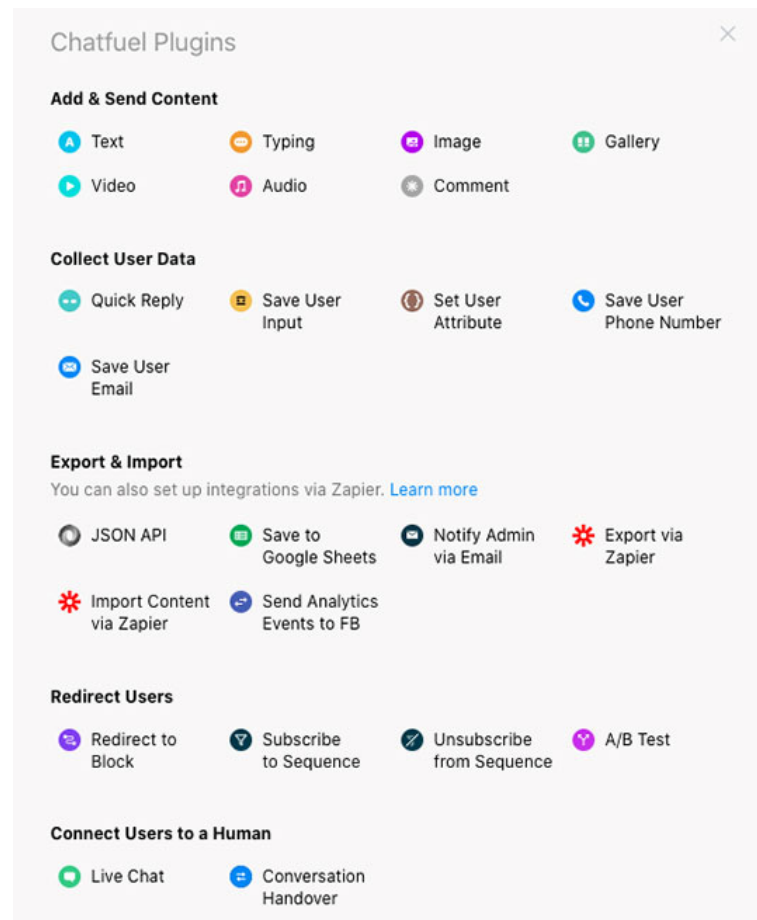 Chatfuel Plugins
Add & Send Content
Text
Typing
Image
Gallery
Video
Audio
Comment
Collect User Data
Quick Reply
Save User
Input
Set User
Attribute
Save User
Phone Number
Save User
Email
Export & Import
You can also set up integrations via Zapier. Learn more
JSON API
Save to
Google Sheets
Notify Admin
via Email
Export via
Zapier
Import Content
via Zapier
Send Analytics
Events to FB
Redirect Users
Redirect to
Block
Subscribe
to Sequence
Unsubscribe
from Sequence
A/B Test
Connect Users to a Human
Live Chat
Conversation
Handover